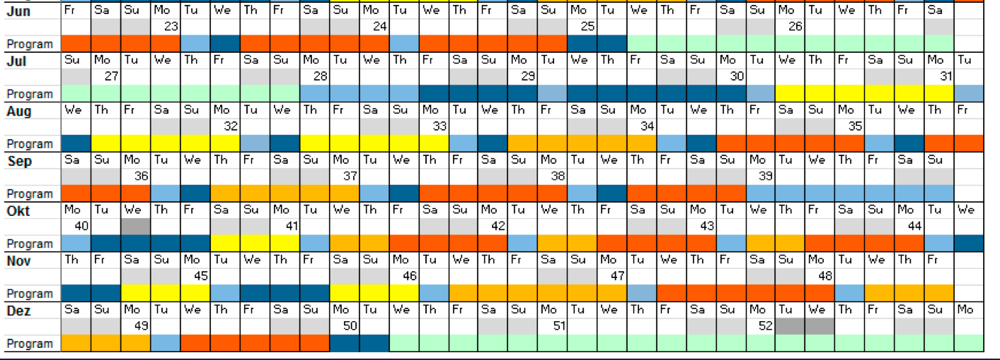 Jun Fr Sa Su Mo Tu We Th Fr Sa Su Mo Tu We Th Fr Sa Su Mo Tu We Th Fr Sa Su Mo Tu We Th Fr Sa
23 24 25 26
Program
Jul Su Mo Tu We Th Fr Sa Su Mo Tu We Th Fr Sa Su Mo Tu We Th Fr Sa Su Mo Tu We Th Fr Sa Su Mo Tu
27 28 29 30 31
Program
Aug We Th Fr Sa Su Mo Tu We Th Fr Sa Su Mo Tu We Th Fr Sa Su Mo Tu We Th Fr Sa Su Mo Tu We Th Fr
32 33 34 35
Program
Sep Sa Su Mo Tu We Th Fr Sa Su Mo Tu We Th Fr Sa Su Mo Tu We Th Fr Sa Su Mo Tu We Th Fr Sa Su
36 37 38 39
Program
Okt Mo Tu We Th Fr Sa Su Mo Tu We Th Fr Sa Su Mo Tu We Th Fr Sa Su Mo Tu We Th Fr Sa Su Mo Tu We
40 41 42 43 44
Program
Nov Th Fr Sa Su Mo Tu We Th Fr Sa Su Mo Tu We Th Fr Sa Su Mo Tu We Th Fr Sa Su Mo Tu We Th Fr
45 46 47 48
Program
Dez Sa Su Mo Tu We Th Fr Sa Su Mo Tu We Th Fr Sa Su Mo Tu We Th Fr Sa Su Mo Tu We Th Fr Sa Su Mo
49 50 51 52
Program